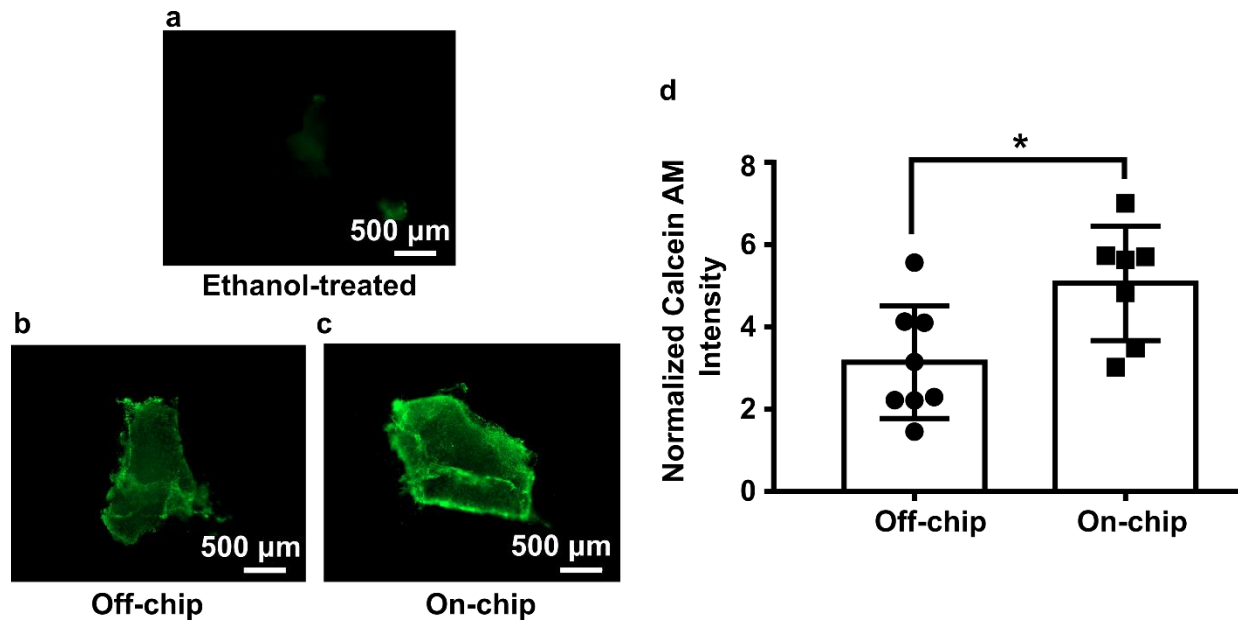 a
500 µm
Ethanol-treated
b
500 µm
Off-chip
c
500 µm
On-chip
d
Normalized Calcein AM
Intensity
*
8
6
4
2
0
Off-chip
On-chip